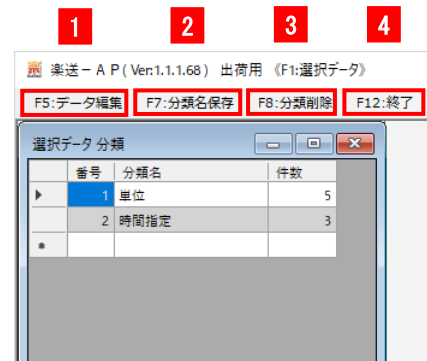 1 2 3 4
楽送－ＡＰ(Ver:1.1.1.68) 出荷用 《F1:選択データ》
F5:データ編集 F7:分類名保存 F8:分類削除 F12:終了
選択データ 分類
番号 分類名 件数
1 単位 5
2 時間指定 3